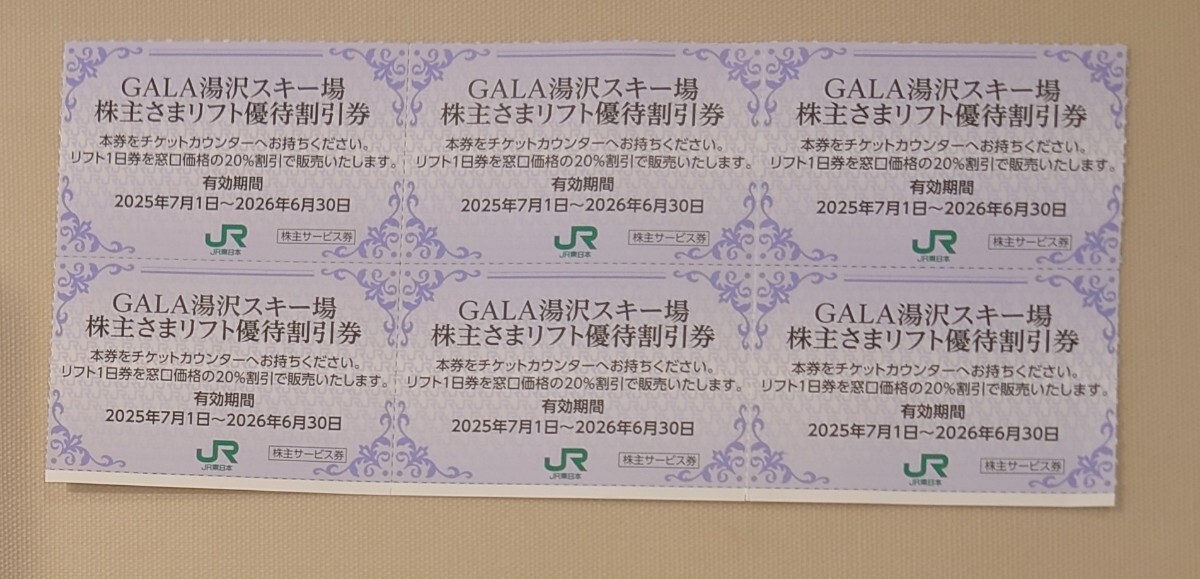 GALA湯沢スキー場
株主さまリフト優待割引券
本券をチケットカウンターへお持ちください。
リフト1日券を窓口価格の20%割引で販売いたします。
有効期間
2025年7月1日～2026年6月30日
JR
JR東日本
株主サービス券
GALA湯沢スキー場
株主さまリフト優待割引券
本券をチケットカウンターへお持ちください。
リフト1日券を窓口価格の20%割引で販売いたします。
有効期間
2025年7月1日～2026年6月30日
JR
JR東日本
株主サービス券
GALA湯沢スキー場
株主さまリフト優待割引券
本券をチケットカウンターへお持ちください。
リフト1日券を窓口価格の20%割引で販売いたします。
有効期間
2025年7月1日～2026年6月30日
JR
JR東日本
株主サービス券
GALA湯沢スキー場
株主さまリフト優待割引券
本券をチケットカウンターへお持ちください。
リフト1日券を窓口価格の20%割引で販売いたします。
有効期間
2025年7月1日～2026年6月30日
JR
JR東日本
株主サービス券
GALA湯沢スキー場
株主さまリフト優待割引券
本券をチケットカウンターへお持ちください。
リフト1日券を窓口価格の20%割引で販売いたします。
有効期間
2025年7月1日～2026年6月30日
JR
JR東日本
株主サービス券
GALA湯沢スキー場
株主さまリフト優待割引券
本券をチケットカウンターへお持ちください。
リフト1日券を窓口価格の20%割引で販売いたします。
有効期間
2025年7月1日～2026年6月30日
JR
JR東日本
株主サービス券